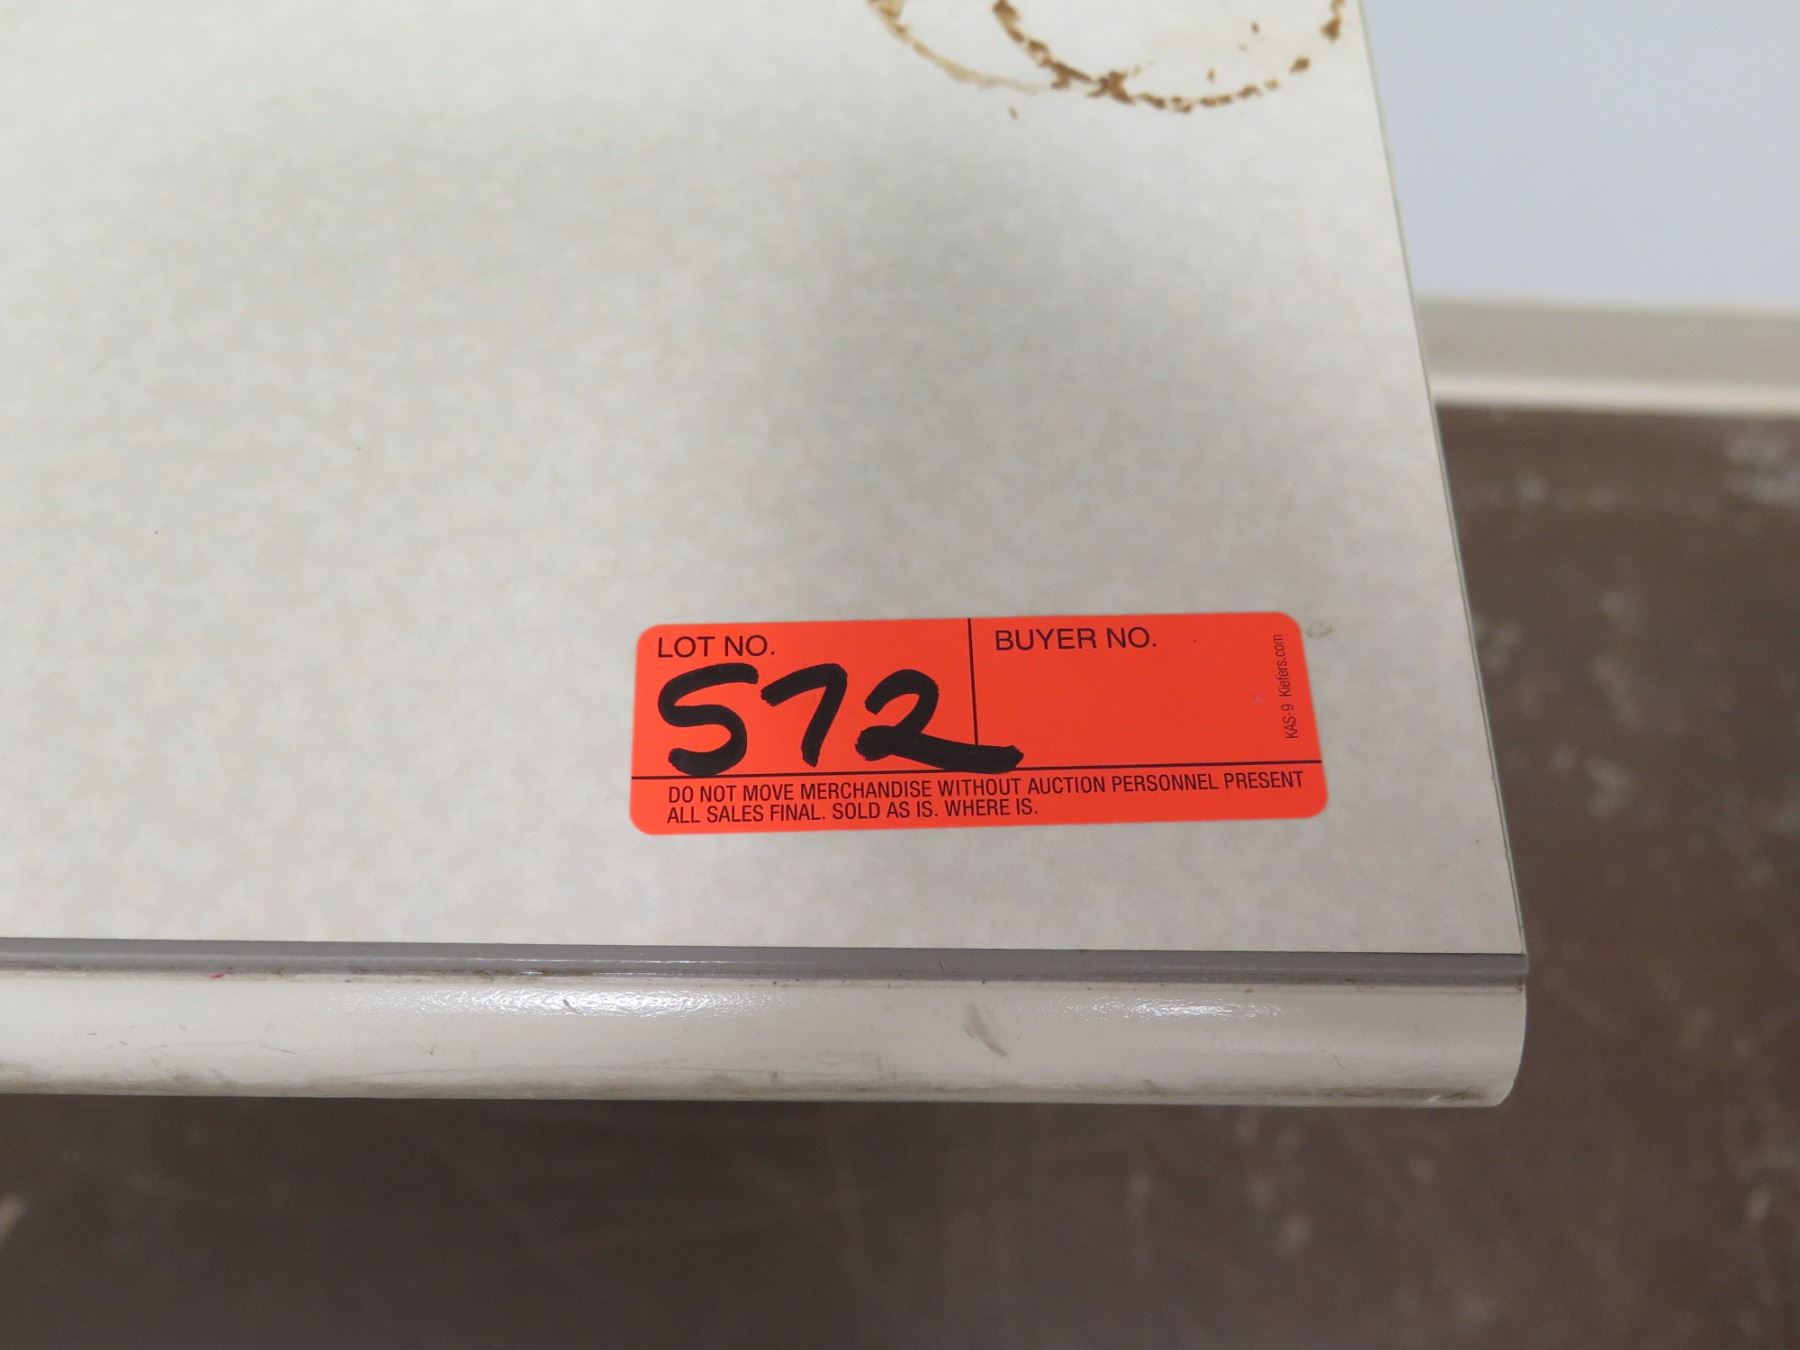 LOT NO.
572
BUYER NO.
KAS-9 Kiefers.com
DO NOT MOVE MERCHANDISE WITHOUT AUCTION PERSONNEL PRESENT
ALL SALES FINAL. SOLD AS IS. WHERE IS.